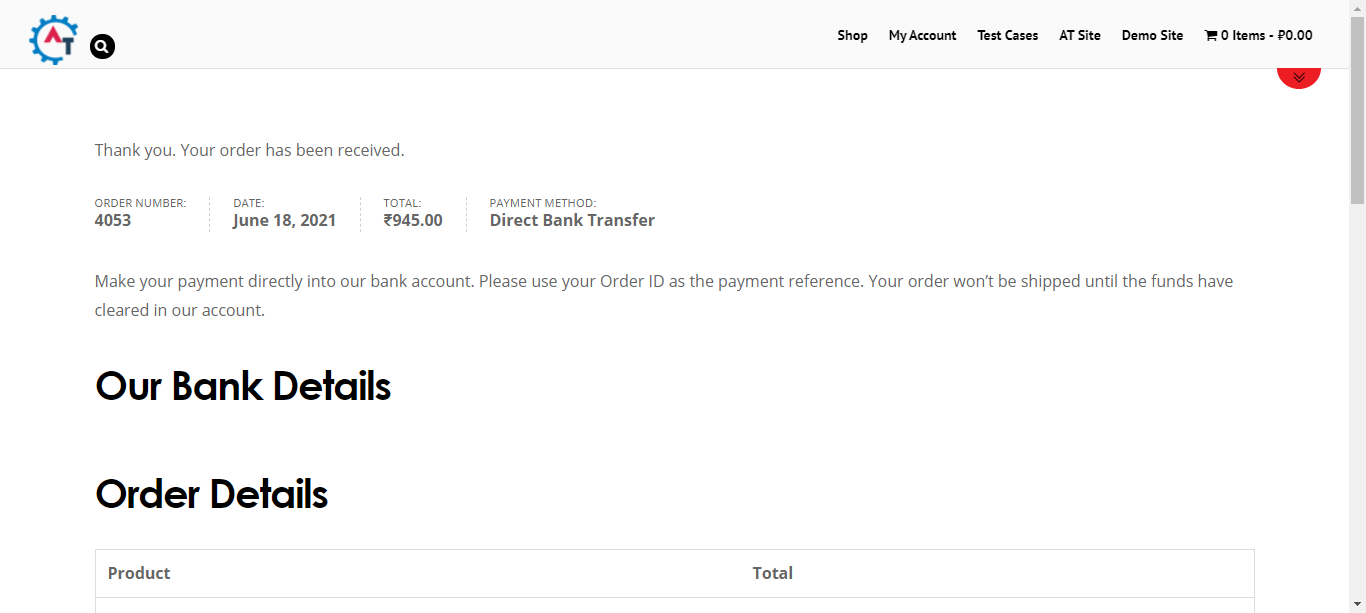 AT
Shop My Account Test Cases AT Site Demo Site 0 Items - ₽0.00
Thank you. Your order has been received.
ORDER NUMBER: DATE: TOTAL: PAYMENT METHOD:
4053 June 18, 2021 ₹945.00 Direct Bank Transfer
Make your payment directly into our bank account. Please use your Order ID as the payment reference. Your order won’t be shipped until the funds have
cleared in our account.
Our Bank Details
Order Details
Product Total